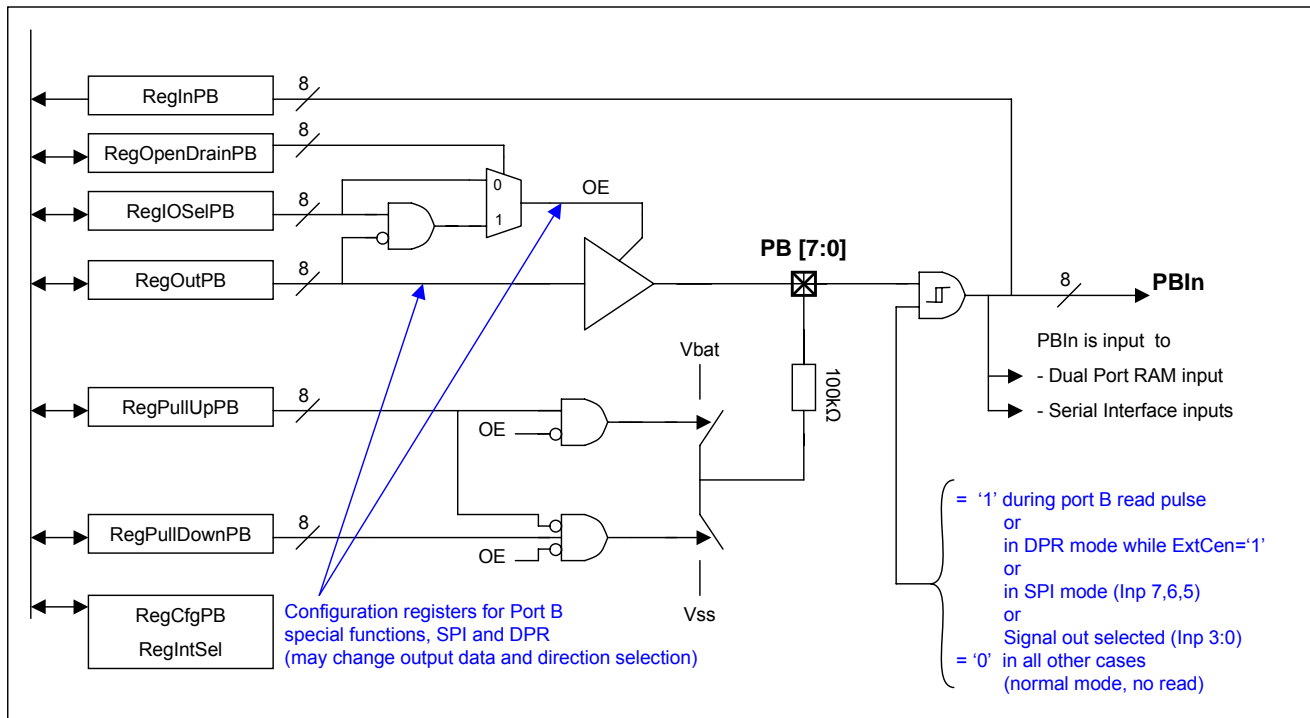 RegInPB
8
RegOpenDrainPB
8
RegIOSelPB
8
0
1
OE
RegOutPB
8
PB [7:0]
8
PBIn
PBIn is input to
- Dual Port RAM input
- Serial Interface inputs
Vbat
100kΩ
RegPullUpPB
8
OE
RegPullDownPB
8
OE
Vss
RegCfgPB
RegIntSel
Configuration registers for Port B
special functions, SPI and DPR
(may change output data and direction selection)
= ‘1’ during port B read pulse
or
in DPR mode while ExtCen=‘1’
or
in SPI mode (Inp 7,6,5)
or
Signal out selected (Inp 3:0)
= ‘0’ in all other cases
(normal mode, no read)